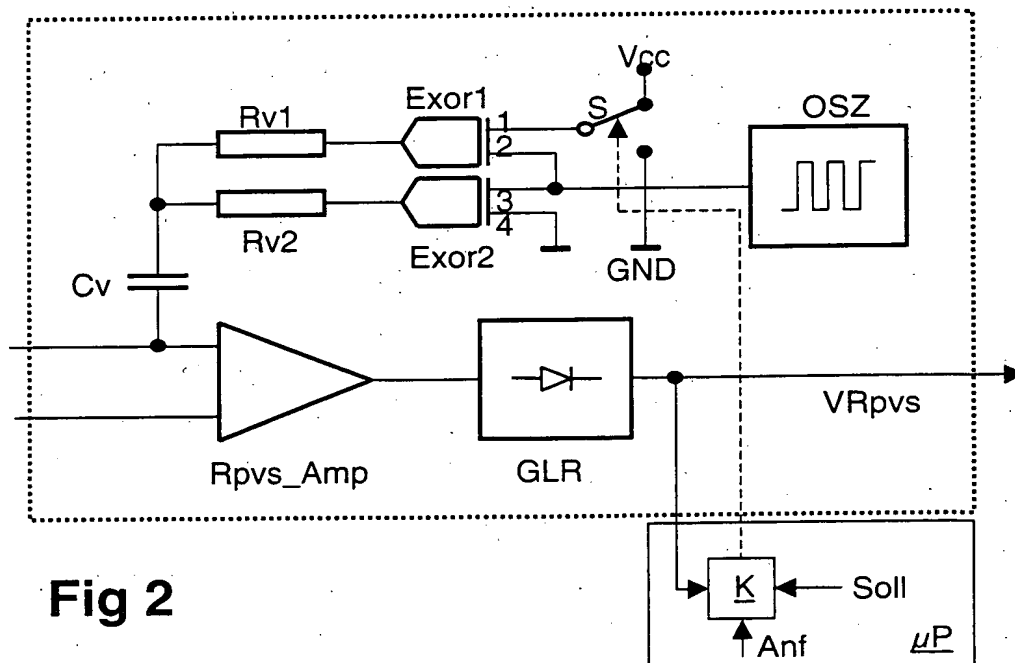 Vcc
Exor1
S
OSZ
Rv1
1
2
3
4
Rv2
Exor2
GND
Cv
VRpvs
Rpvs_Amp
GLR
Fig 2
K
Soll
Anf
µP